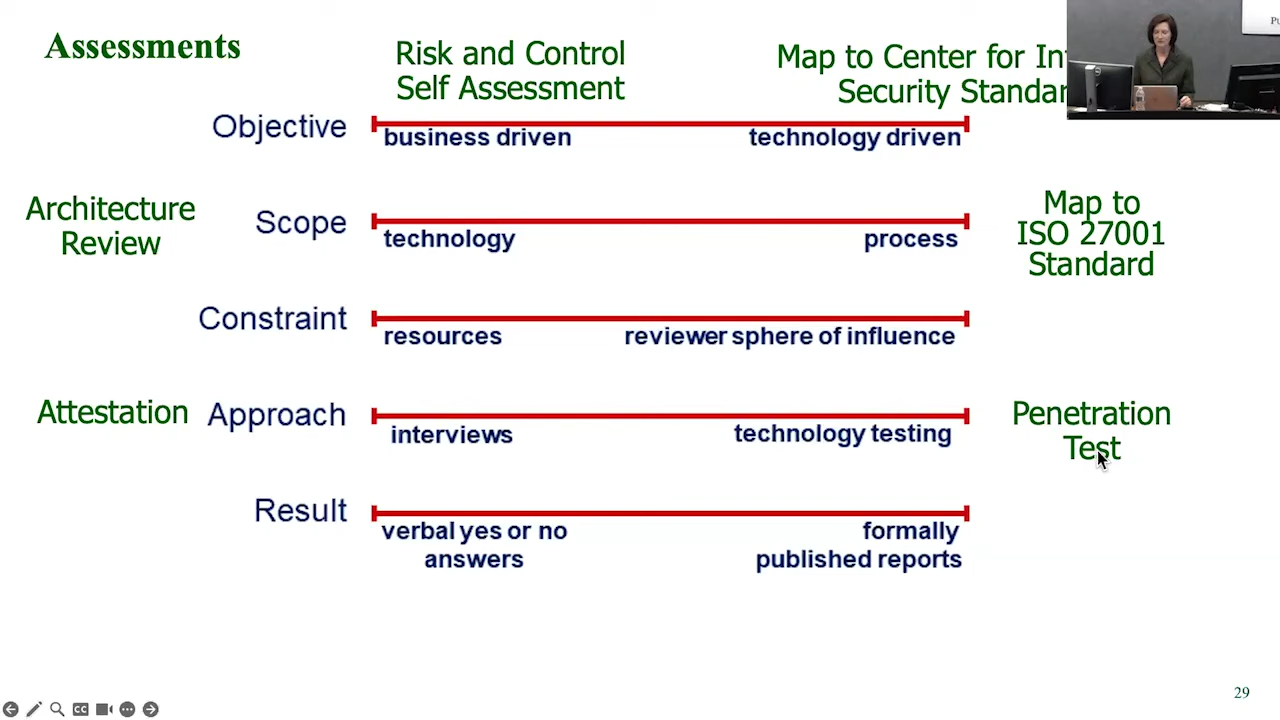 Assessments
Risk and Control
Self Assessment
Map to Center for
Security
Objective
business driven
technology driven
Architecture
Review
Scope
technology
process
Map to
ISO 27001
Standard
Constraint
resources
reviewer sphere of influence
Attestation
Approach
interviews
technology testing
Penetration
Test
Result
verbal yes or no
answers
formally
published reports
29